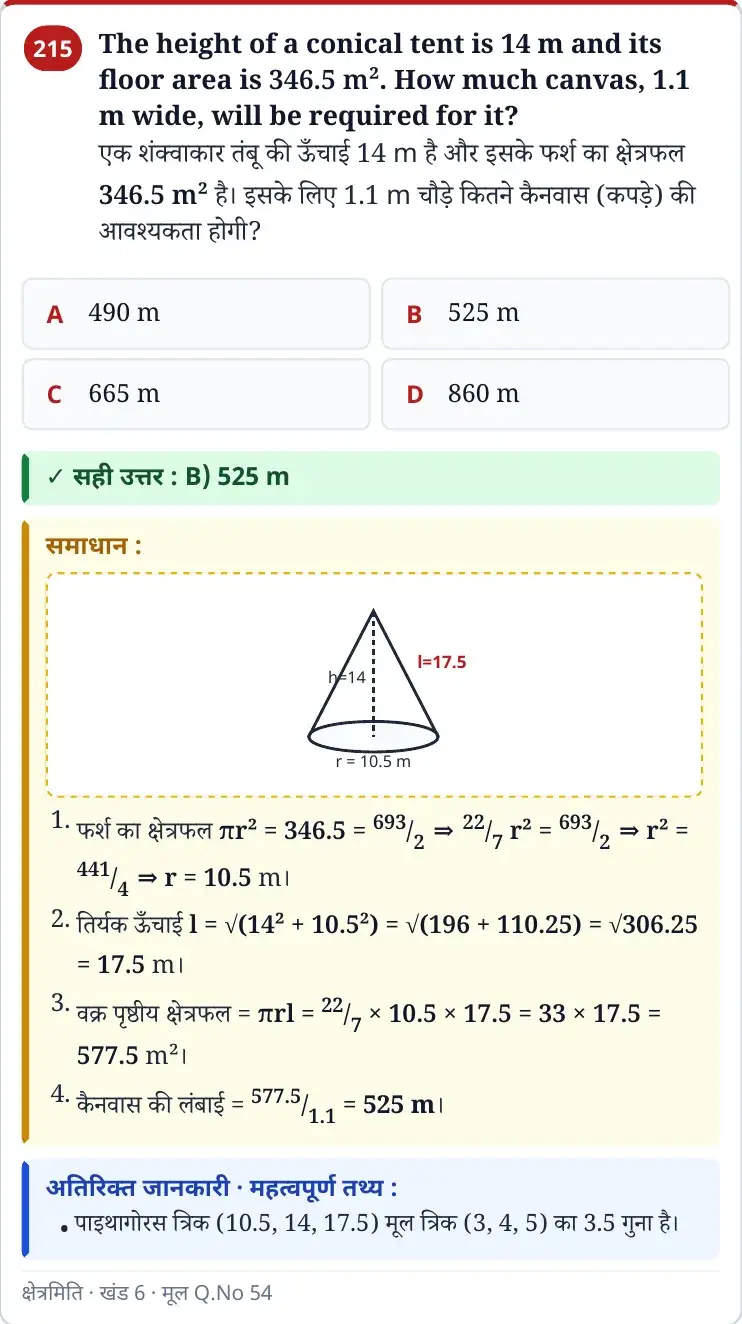 215
The height of a conical tent is 14 m and its
floor area is 346.5 m². How much canvas, 1.1
m wide, will be required for it?
एक शंक्वाकार तंबू की ऊँचाई 14 m है और इसके फर्श का क्षेत्रफल
346.5 m² है। इसके लिए 1.1 m चौड़े कितने कैनवास (कपड़े) की
आवश्यकता होगी?
A 490 m
B 525 m
C 665 m
D 860 m
✓ सही उत्तर : B) 525 m
समाधान :
h=14
l=17.5
r = 10.5 m
1. फर्श का क्षेत्रफल πr² = 346.5 = ⁶⁹³/₂ ⇒ ²²/₇ r² = ⁶⁹³/₂ ⇒ r² =
⁴⁴¹/₄ ⇒ r = 10.5 m।
2. तिर्यक ऊँचाई l = √(14² + 10.5²) = √(196 + 110.25) = √306.25
= 17.5 m।
3. वक्र पृष्ठीय क्षेत्रफल = πrl = ²²/₇ × 10.5 × 17.5 = 33 × 17.5 =
577.5 m²।
4. कैनवास की लंबाई = 577.5/1.1 = 525 m।
अतिरिक्त जानकारी · महत्वपूर्ण तथ्य :
• पाइथागोरस त्रिक (10.5, 14, 17.5) मूल त्रिक (3, 4, 5) का 3.5 गुना है।
क्षेत्रमिति · खंड 6 · मूल Q.No 54